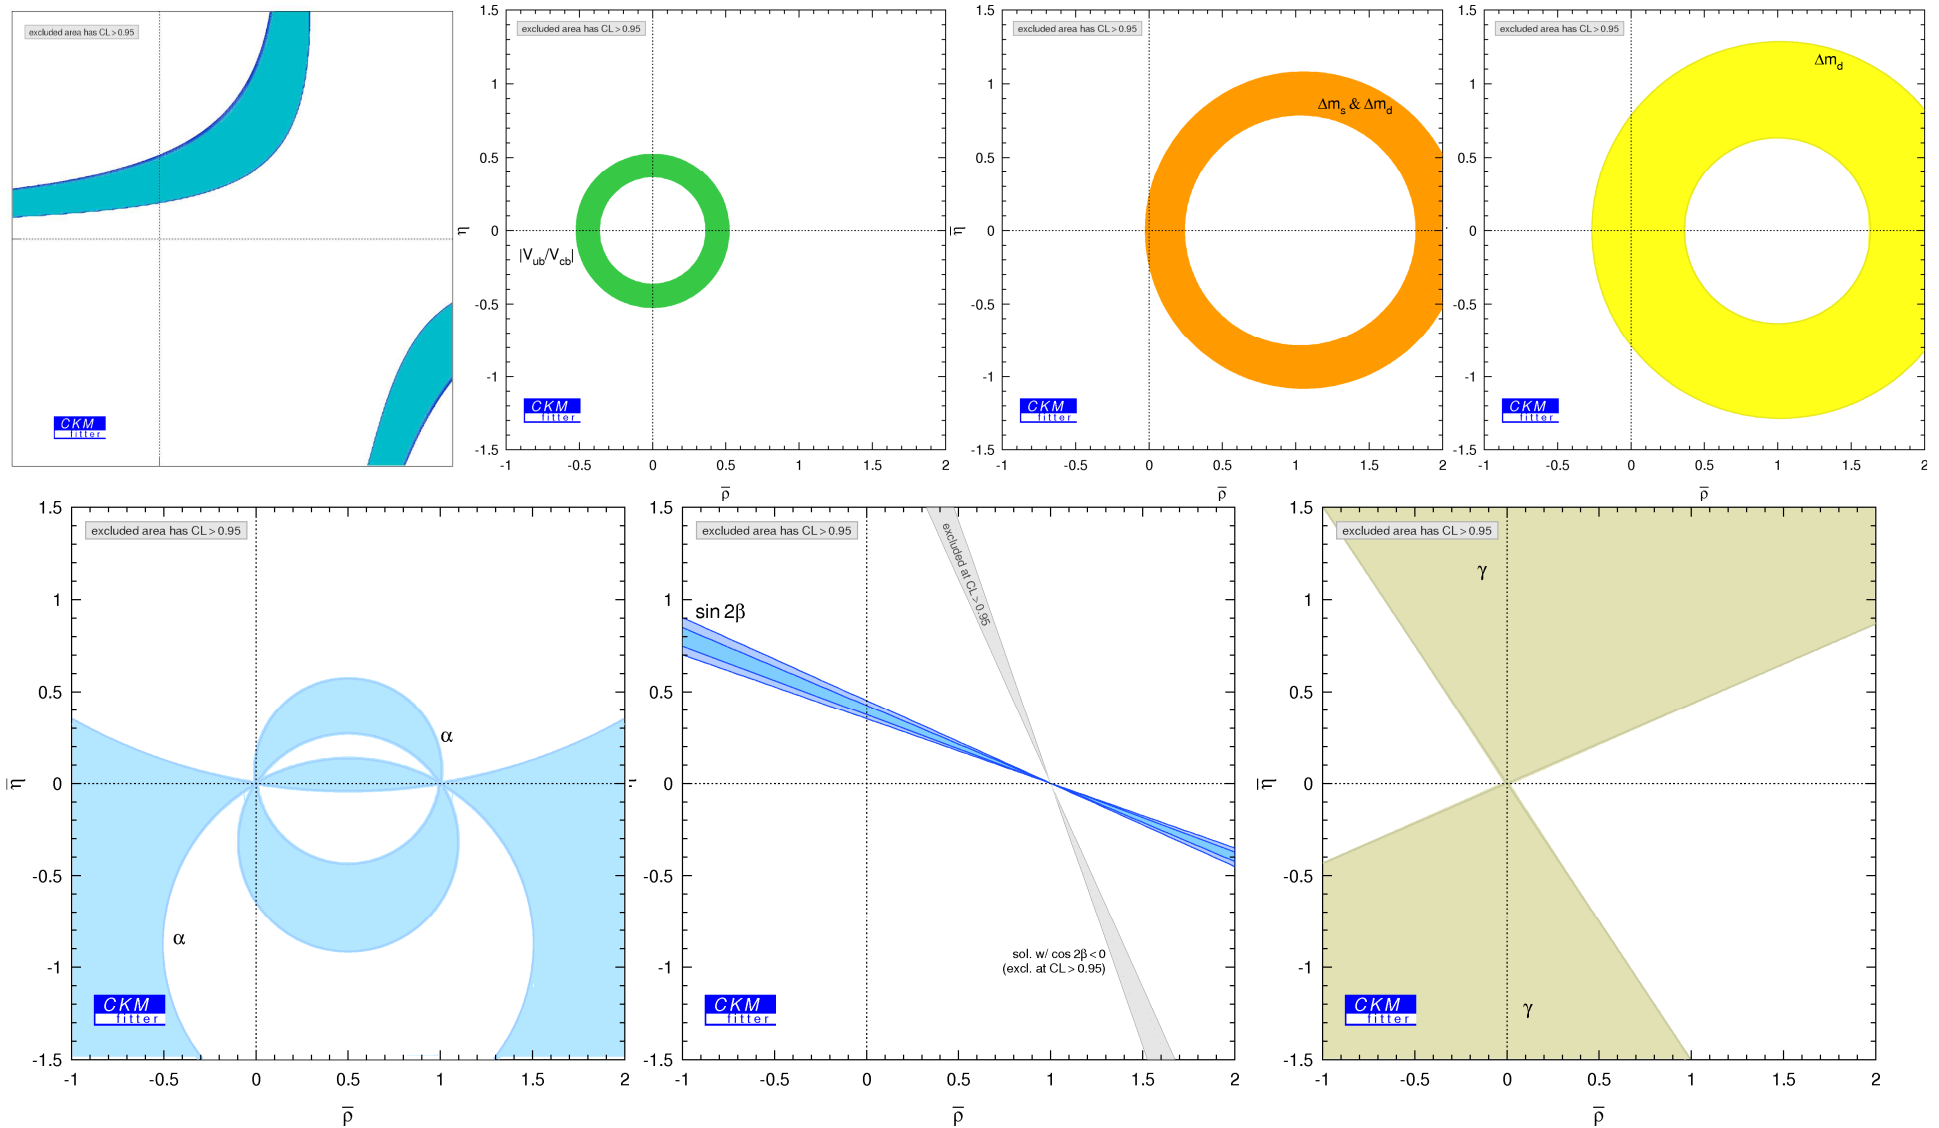 excluded area has CL > 0.95
CKM
fitter
1.5
1
0.5
0
-0.5
-1
-1.5
η
excluded area has CL > 0.95
|Vub/Vcb|
CKM
fitter
-1 -0.5 0 0.5 1 1.5 2
ρ̅
1.5
1
0.5
0
-0.5
-1
-1.5
η̅
excluded area has CL > 0.95
Δms & Δmd
CKM
fitter
-1 -0.5 0 0.5 1 1.5 2
ρ̅
1.5
1
0.5
0
-0.5
-1
-1.5
excluded area has CL > 0.95
Δmd
CKM
fitter
-1 -0.5 0 0.5 1 1.5 2
ρ̅
1.5
1
0.5
0
-0.5
-1
-1.5
η̅
excluded area has CL > 0.95
α
α
CKM
fitter
-1 -0.5 0 0.5 1 1.5 2
ρ̅
1.5
1
0.5
0
-0.5
-1
-1.5
excluded area has CL > 0.95
excluded at CL > 0.95
sin 2β
sol. w/ cos 2β < 0
(excl. at CL > 0.95)
CKM
fitter
-1 -0.5 0 0.5 1 1.5 2
ρ̅
1.5
1
0.5
0
-0.5
-1
-1.5
η̅
excluded area has CL > 0.95
γ
γ
CKM
fitter
-1 -0.5 0 0.5 1 1.5 2
ρ̅